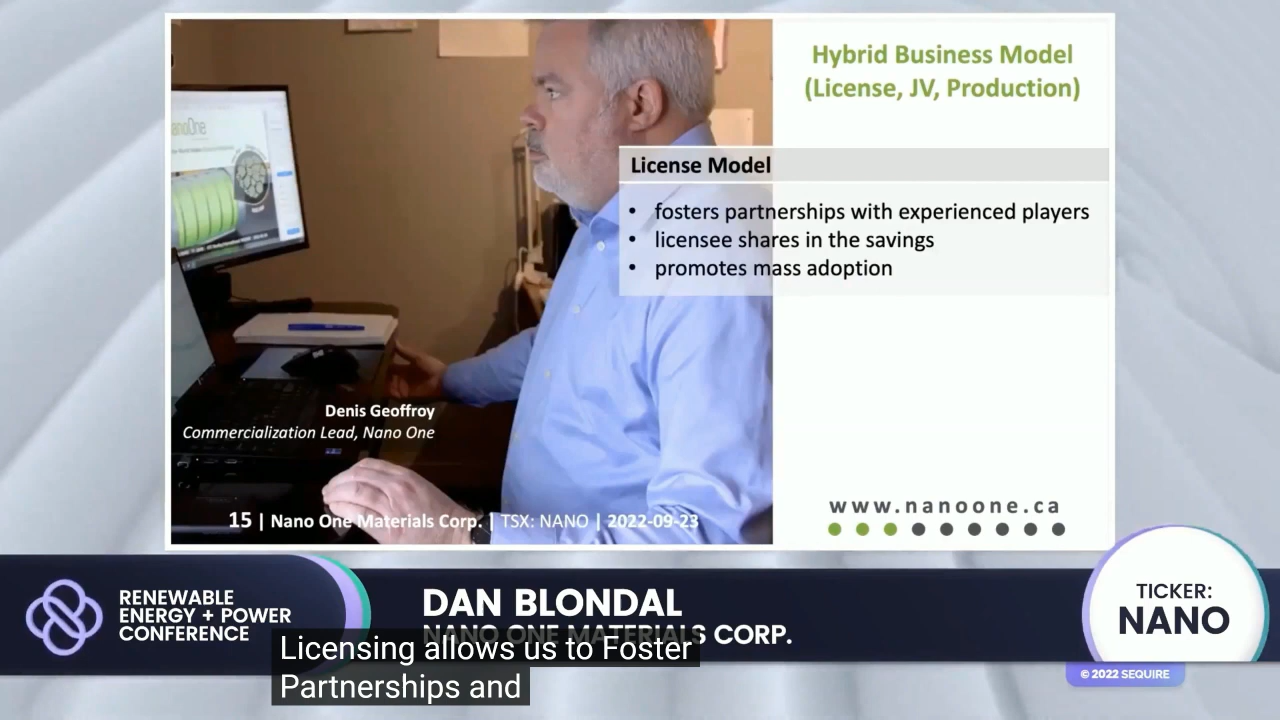 Hybrid Business Model
(License, JV, Production)
License Model
• fosters partnerships with experienced players
• licensee shares in the savings
• promotes mass adoption
Denis Geoffroy
Commercialization Lead, Nano One
15 | Nano One Materials Corp. | TSX: NANO | 2022-09-23
www.nanoone.ca
RENEWABLE
ENERGY + POWER
CONFERENCE
DAN BLONDAL
NANO ONE MATERIALS CORP.
TICKER:
NANO
© 2022 SEQUIRE
Licensing allows us to Foster
Partnerships and